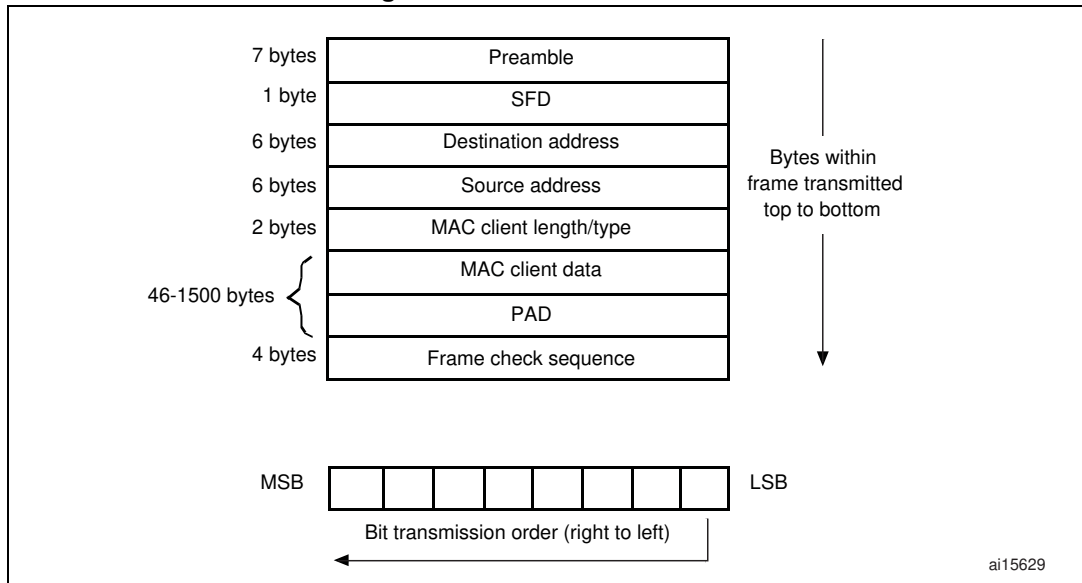 7 bytes
Preamble
1 byte
SFD
6 bytes
Destination address
6 bytes
Source address
2 bytes
MAC client length/type
46-1500 bytes
MAC client data
PAD
4 bytes
Frame check sequence
Bytes within
frame transmitted
top to bottom
MSB
LSB
Bit transmission order (right to left)
ai15629